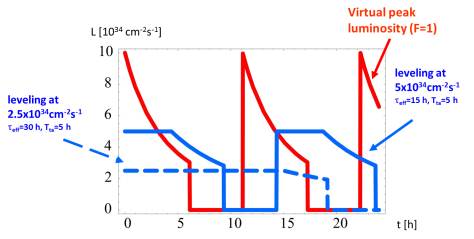 L [10³⁴ cm⁻²s⁻¹]
Virtual peak
luminosity (F=1)
10
8
6
4
2
0
leveling at
2.5x10³⁴cm⁻²s⁻¹
τeff=30 h, Tta=5 h
leveling at
5x10³⁴cm⁻²s⁻¹
τeff=15 h, Tta=5 h
0
5
10
15
20
t [h]